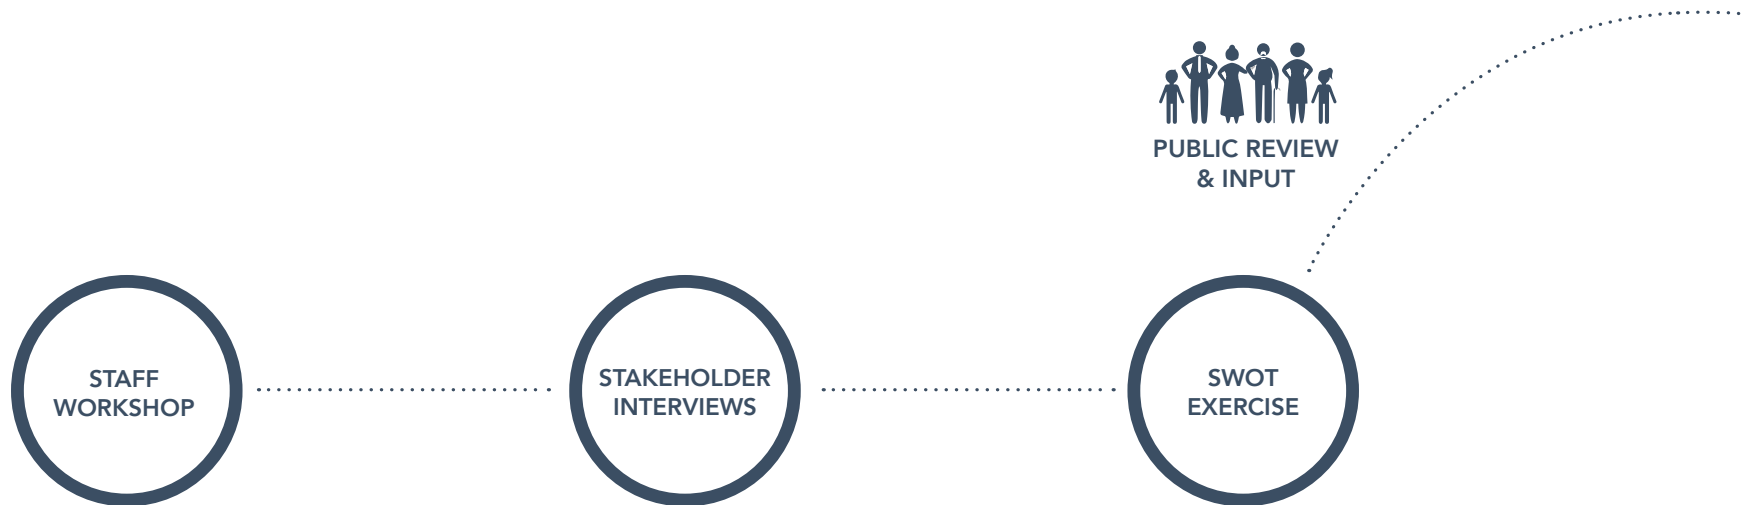 PUBLIC REVIEW
& INPUT
STAFF
WORKSHOP
STAKEHOLDER
INTERVIEWS
SWOT
EXERCISE